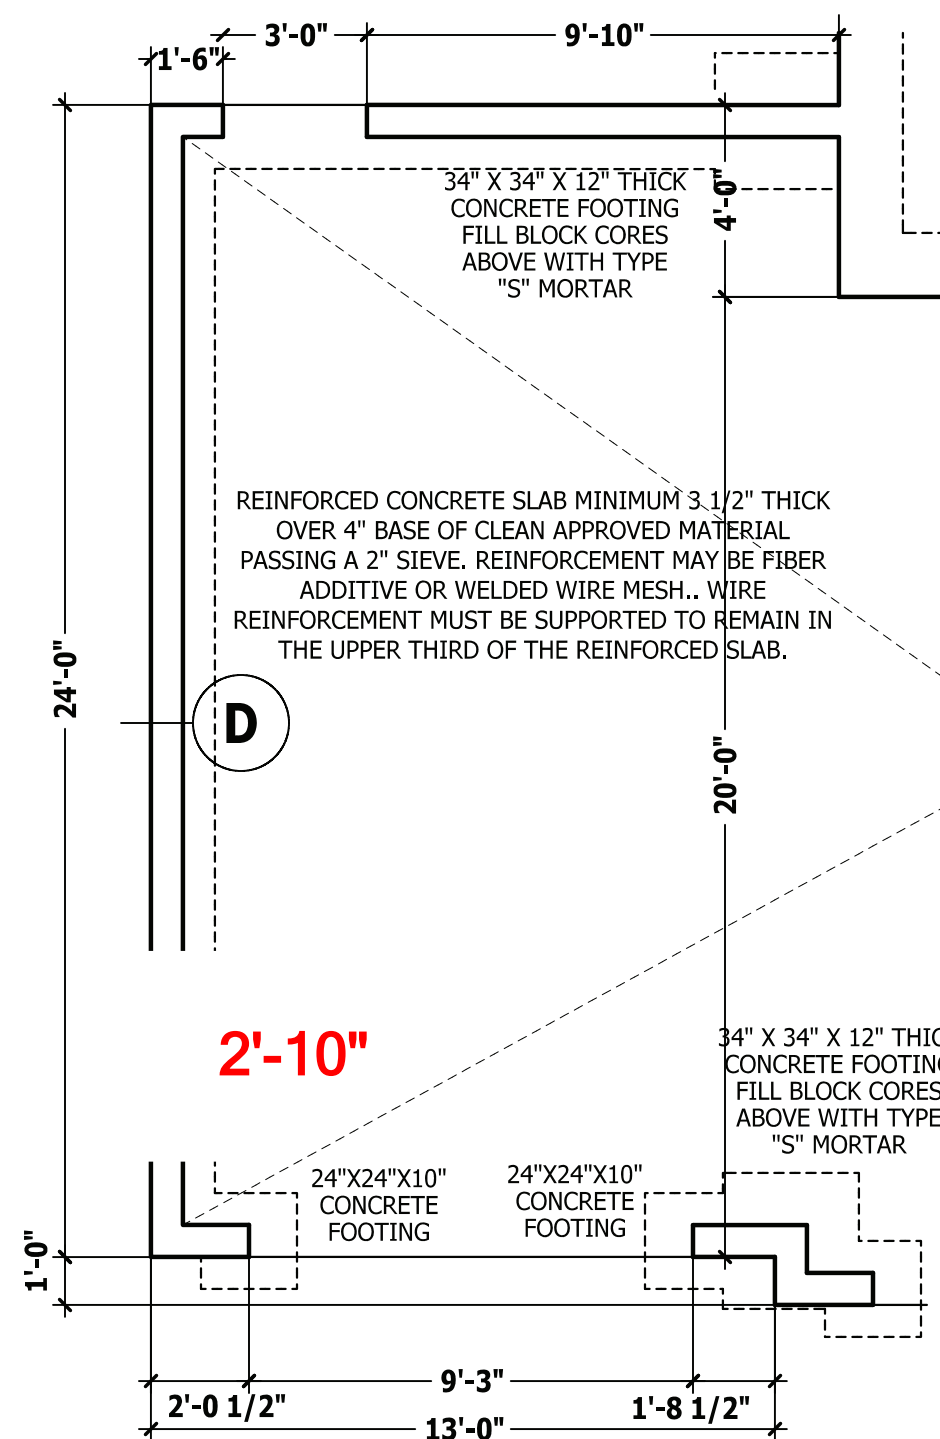 3'-0"
9'-10"
1'-6"
34" X 34" X 12" THICK
CONCRETE FOOTING
FILL BLOCK CORES
ABOVE WITH TYPE
"S" MORTAR
4'-0"
REINFORCED CONCRETE SLAB MINIMUM 3 1/2" THICK
OVER 4" BASE OF CLEAN APPROVED MATERIAL
PASSING A 2" SIEVE. REINFORCEMENT MAY BE FIBER
ADDITIVE OR WELDED WIRE MESH.. WIRE
REINFORCEMENT MUST BE SUPPORTED TO REMAIN IN
THE UPPER THIRD OF THE REINFORCED SLAB.
24'-0"
D
20'-0"
2'-10"
34" X 34" X 12" THIC
CONCRETE FOOTING
FILL BLOCK CORES
ABOVE WITH TYPE
"S" MORTAR
24"X24"X10"
CONCRETE
FOOTING
24"X24"X10"
CONCRETE
FOOTING
1'-0"
9'-3"
2'-0 1/2"
1'-8 1/2"
13'-0"